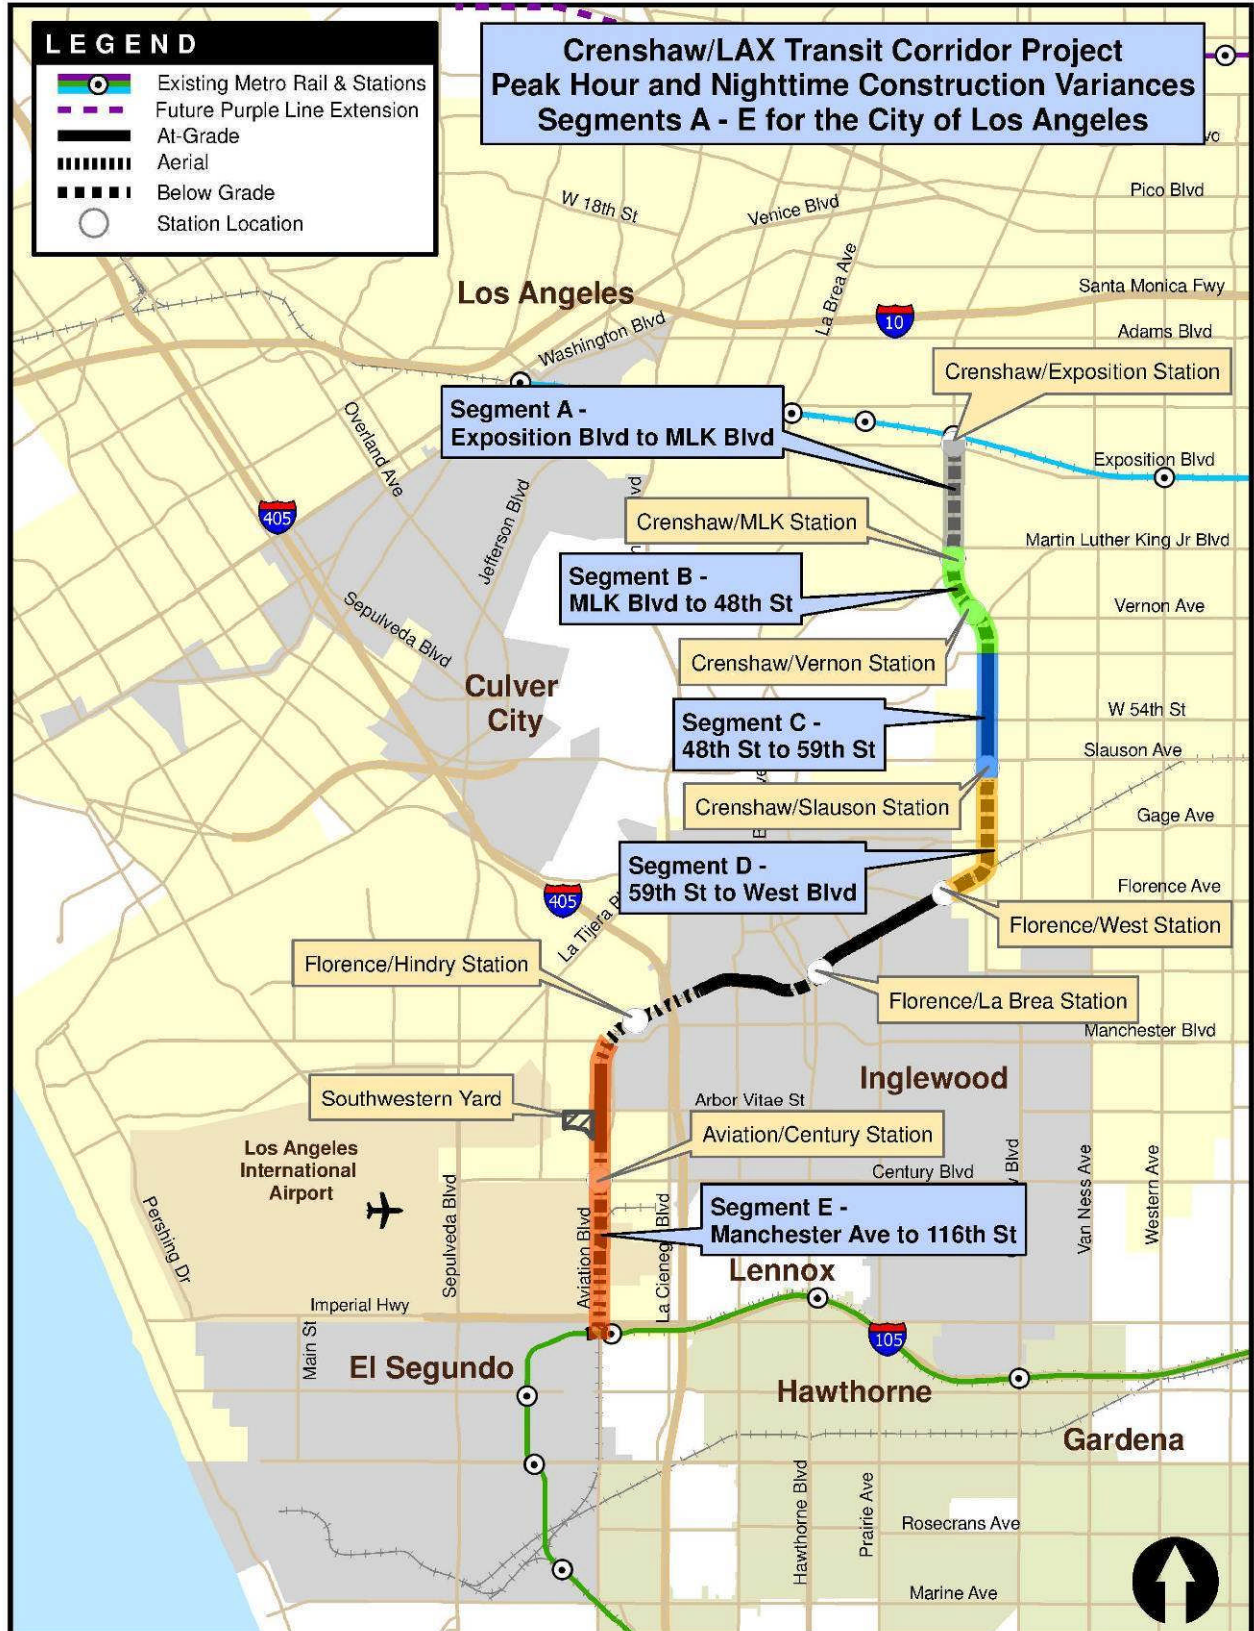 LEGEND
Existing Metro Rail & Stations
Future Purple Line Extension
At-Grade
Aerial
Below Grade
Station Location
Crenshaw/LAX Transit Corridor Project
Peak Hour and Nighttime Construction Variances
Segments A - E for the City of Los Angeles
Pico Blvd
W 18th St
Venice Blvd
La Brea Ave
Santa Monica Fwy
Los Angeles
10
Washington Blvd
Adams Blvd
Crenshaw/Exposition Station
Segment A -
Exposition Blvd to MLK Blvd
Overland Ave
Exposition Blvd
405
Jefferson Blvd
Crenshaw/MLK Station
Martin Luther King Jr Blvd
Segment B -
MLK Blvd to 48th St
Vernon Ave
Sepulveda Blvd
Crenshaw/Vernon Station
Culver
City
W 54th St
Segment C -
48th St to 59th St
Slauson Ave
Crenshaw/Slauson Station
Gage Ave
Segment D -
59th St to West Blvd
Florence Ave
405
La Tijera
Florence/West Station
Florence/Hindry Station
Florence/La Brea Station
Manchester Blvd
Inglewood
Southwestern Yard
Arbor Vitae St
Aviation/Century Station
Los Angeles
International
Airport
Century Blvd
Van Ness Ave
Western Ave
Segment E -
Manchester Ave to 116th St
Pershing Dr
Sepulveda Blvd
Aviation Blvd
La Cienega Blvd
Lennox
Imperial Hwy
Main St
105
El Segundo
Hawthorne
Gardena
Hawthorne Blvd
Prairie Ave
Rosecrans Ave
Marine Ave